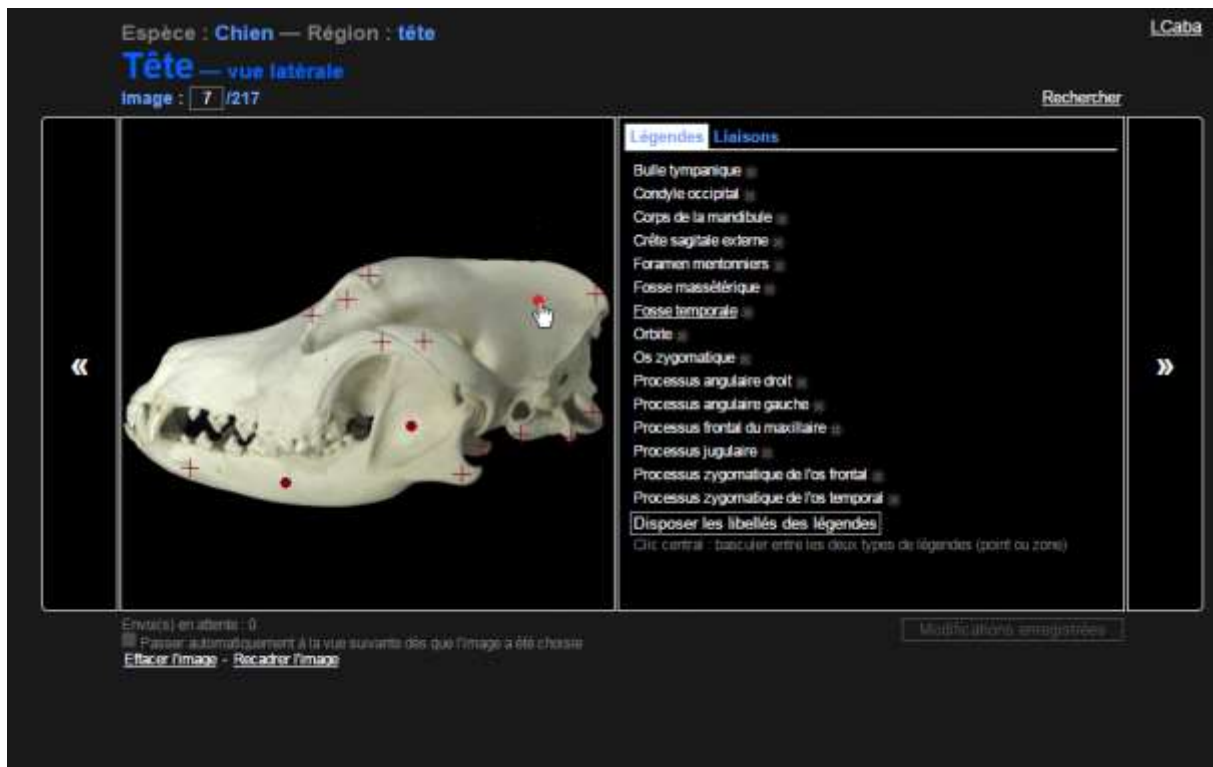 Espèce : Chien — Région : tête
LCaba
Tête — vue latérale
Image : 7 /217
Rechercher
Légendes Liaisons
Bulle tympanique
Condyle occipital
Corps de la mandibule
Crête sagitale externe
Foramen mentonniers
Fosse massétérique
Fosse temporale
Orbite
Os zygomatique
«
»
Processus angulaire droit
Processus angulaire gauche
Processus frontal du maxillaire
Processus jugulaire
Processus zygomatique de l'os frontal
Processus zygomatique de l'os temporal
Disposer les libellés des légendes
Clic central : basculer entre les deux types de légendes (point ou zone)
Envoi(s) en attente : 0
Modifications enregistrées
Passer automatiquement à la vue suivante dès que l'image a été choisie
Effacer l'image - Recadrer l'image